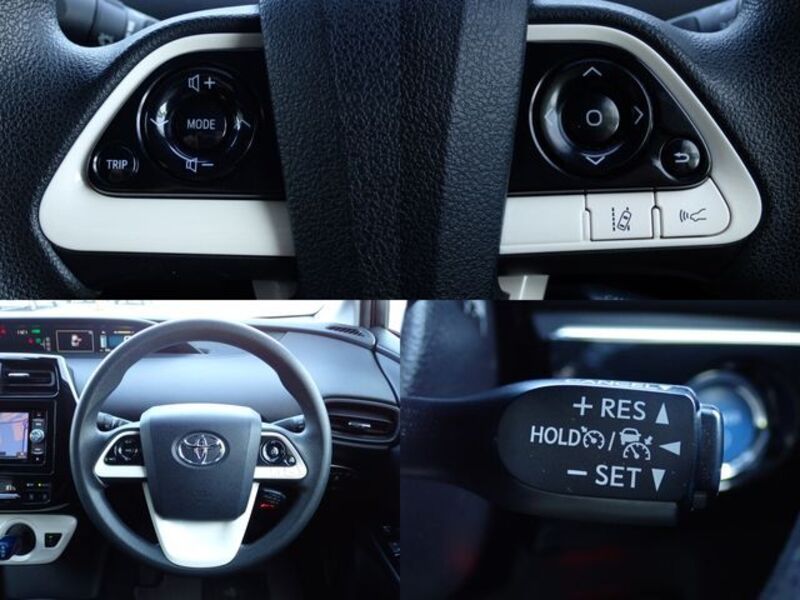 +
MODE
TRIP
−
CANCEL
+ RES ▲
HOLD / ◀
− SET ▼